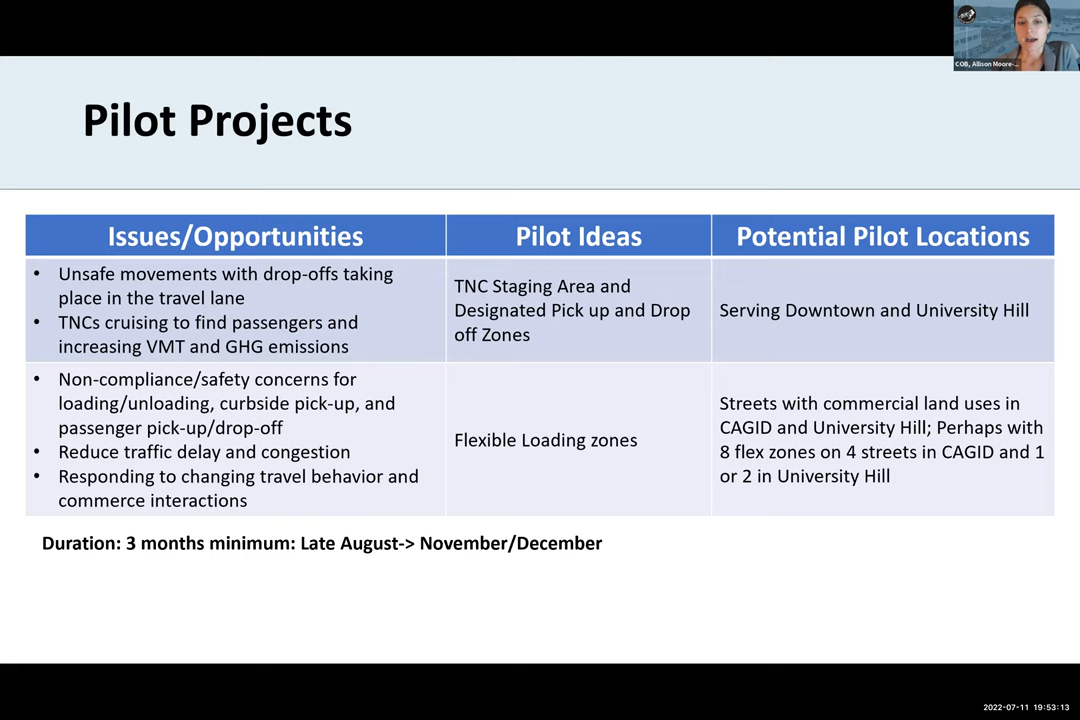 COB, Allison Moore-...
Pilot Projects
Issues/Opportunities
Pilot Ideas
Potential Pilot Locations
• Unsafe movements with drop-offs taking
place in the travel lane
• TNCs cruising to find passengers and
increasing VMT and GHG emissions
TNC Staging Area and
Designated Pick up and Drop
off Zones
Serving Downtown and University Hill
• Non-compliance/safety concerns for
loading/unloading, curbside pick-up, and
passenger pick-up/drop-off
• Reduce traffic delay and congestion
• Responding to changing travel behavior and
commerce interactions
Flexible Loading zones
Streets with commercial land uses in
CAGID and University Hill; Perhaps with
8 flex zones on 4 streets in CAGID and 1
or 2 in University Hill
Duration: 3 months minimum: Late August-> November/December
2022-07-11 19:53:13